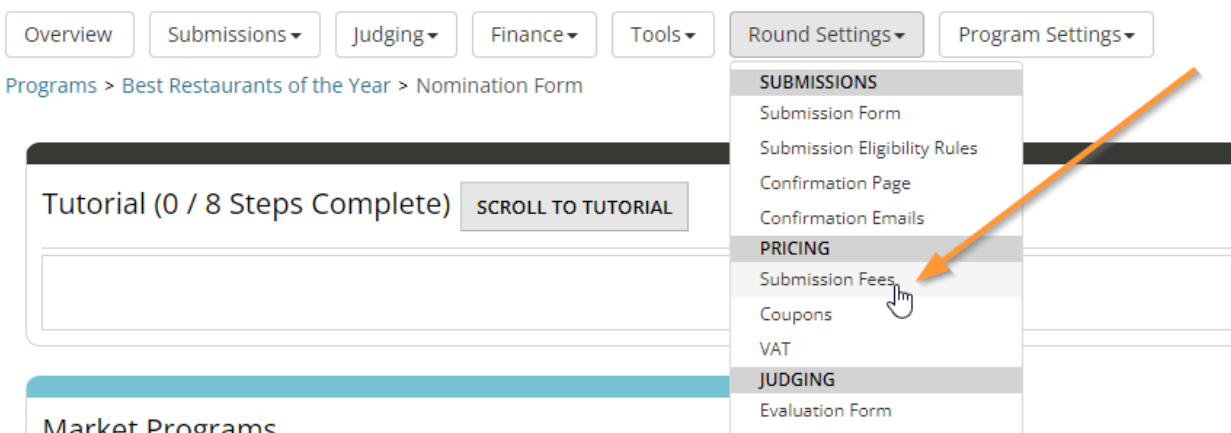 Overview Submissions Judging Finance Tools Round Settings Program Settings
Programs > Best Restaurants of the Year > Nomination Form
SUBMISSIONS
Submission Form
Submission Eligibility Rules
Confirmation Page
Confirmation Emails
PRICING
Submission Fees
Coupons
VAT
JUDGING
Evaluation Form
Tutorial (0 / 8 Steps Complete) SCROLL TO TUTORIAL
Market Programs